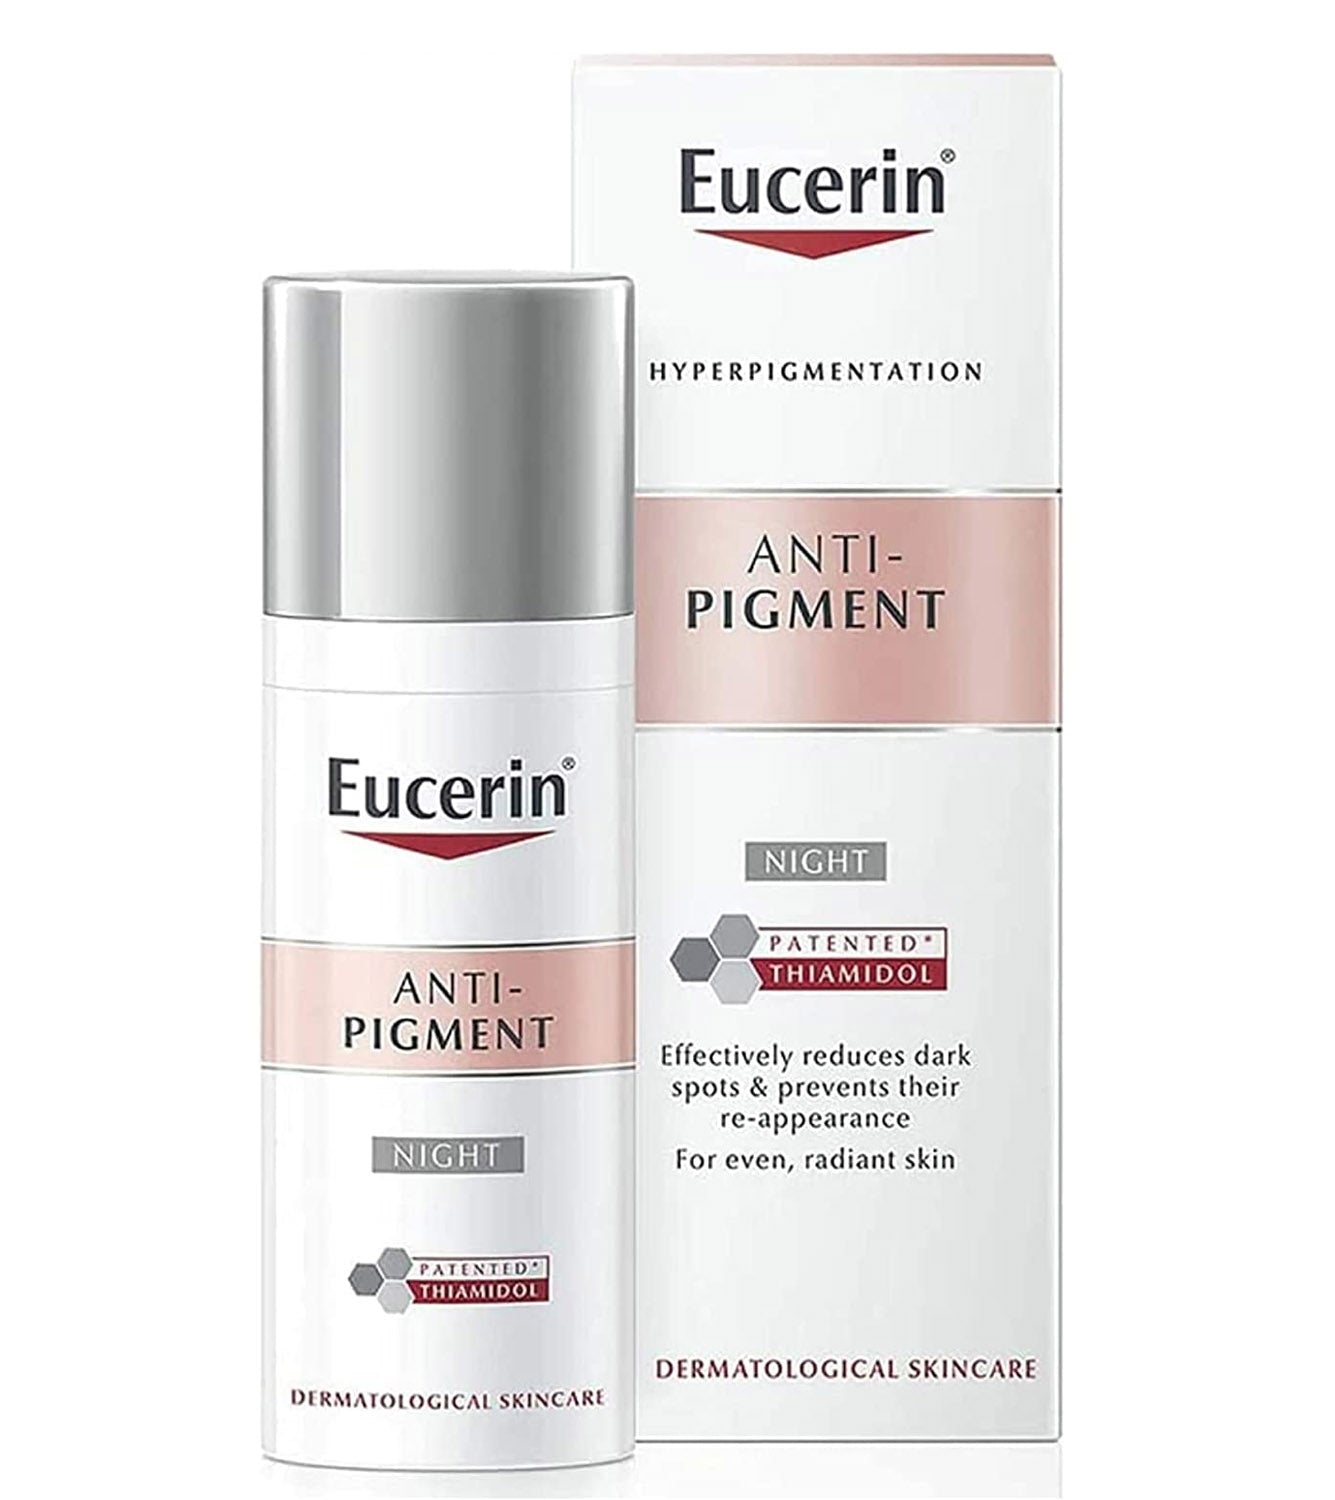 Eucerin®
HYPERPIGMENTATION
ANTI-
PIGMENT
NIGHT
PATENTED*
THIAMIDOL
Effectively reduces dark
spots & prevents their
re-appearance
For even, radiant skin
DERMATOLOGICAL SKINCARE
Eucerin®
ANTI-
PIGMENT
NIGHT
PATENTED*
THIAMIDOL
DERMATOLOGICAL SKINCARE